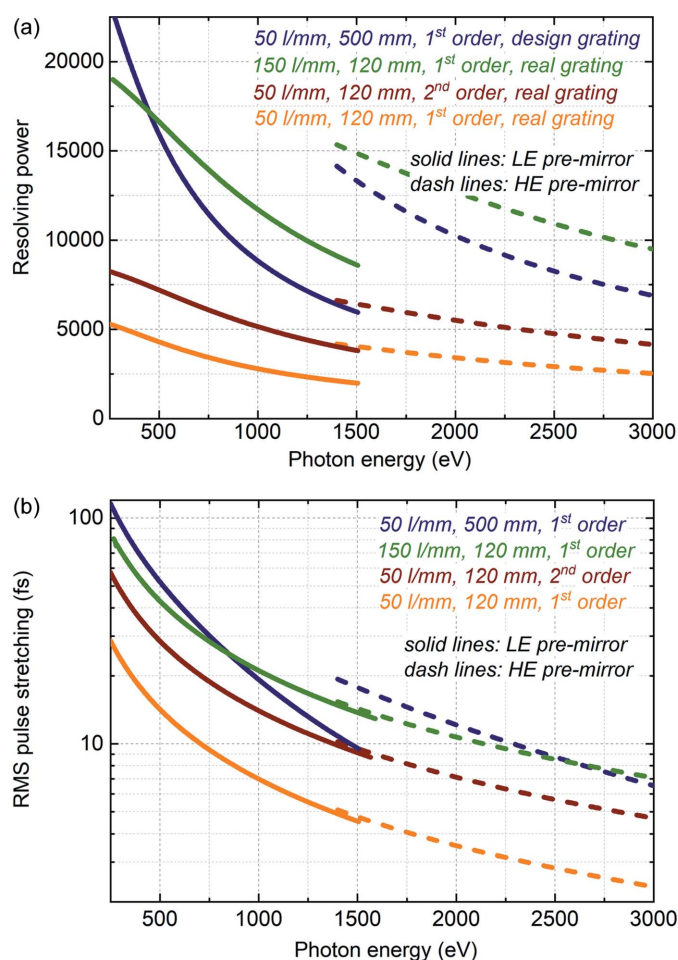 (a)
50 l/mm, 500 mm, 1st order, design grating
150 l/mm, 120 mm, 1st order, real grating
50 l/mm, 120 mm, 2nd order, real grating
50 l/mm, 120 mm, 1st order, real grating
solid lines: LE pre-mirror
dash lines: HE pre-mirror
Resolving power
20000
15000
10000
5000
0
500 1000 1500 2000 2500 3000
Photon energy (eV)
(b)
50 l/mm, 500 mm, 1st order
150 l/mm, 120 mm, 1st order
50 l/mm, 120 mm, 2nd order
50 l/mm, 120 mm, 1st order
solid lines: LE pre-mirror
dash lines: HE pre-mirror
RMS pulse stretching (fs)
100
10
500 1000 1500 2000 2500 3000
Photon energy (eV)